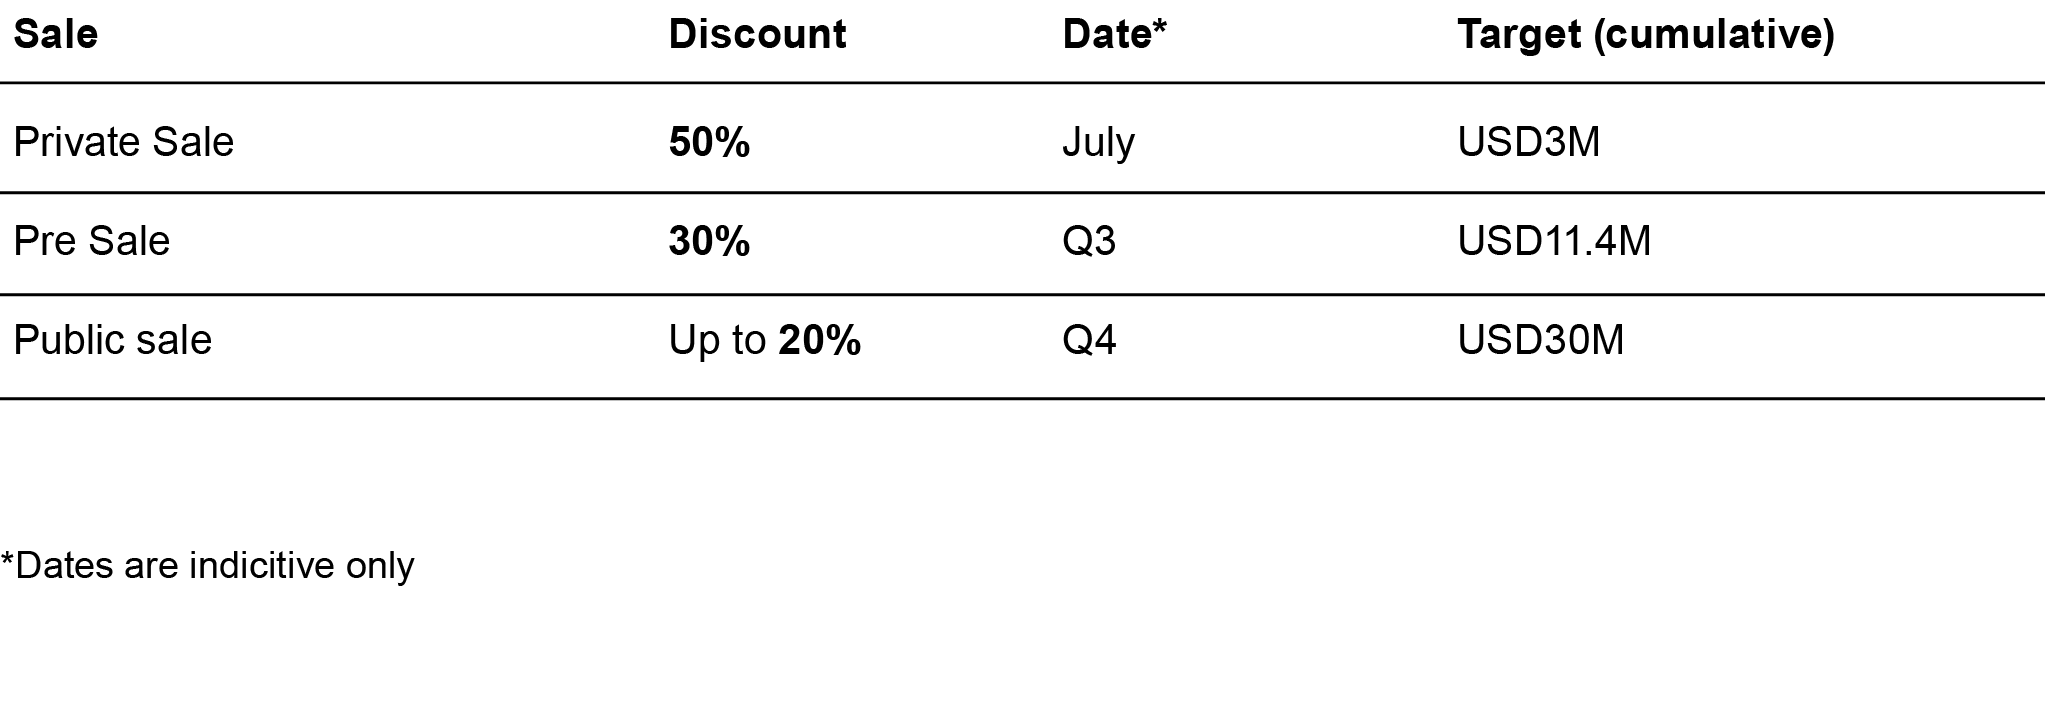 Sale Discount Date* Target (cumulative)
Private Sale 50% July USD3M
Pre Sale 30% Q3 USD11.4M
Public sale Up to 20% Q4 USD30M
*Dates are indicitive only